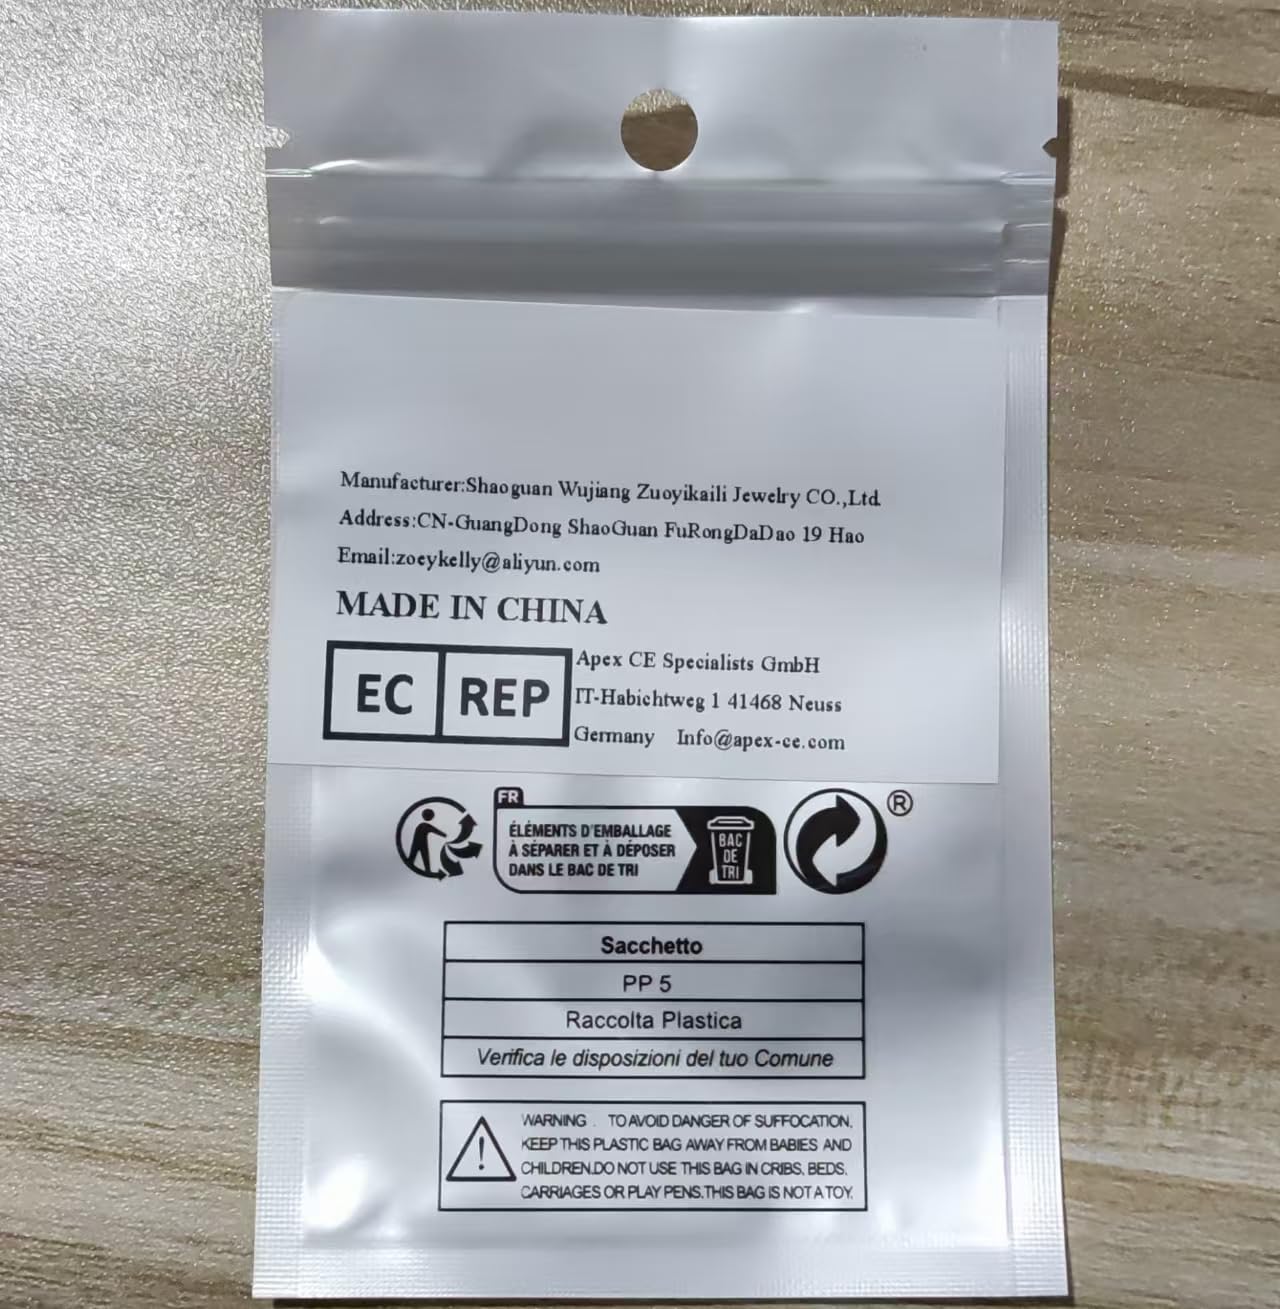 Manufacturer:Shaoguan Wujiang Zuoyikaili Jewelry CO.,Ltd
Address:CN-GuangDong ShaoGuan FuRongDaDao 19 Hao
Email:zoeykelly@aliyun.com
MADE IN CHINA
EC REP
Apex CE Specialists GmbH
IT-Habichtweg 1 41468 Neuss
Germany Info@apex-ce.com
FR
ÉLÉMENTS D'EMBALLAGE
À SÉPARER ET À DÉPOSER
DANS LE BAC DE TRI
BAC
DE
TRI
®
Sacchetto
PP 5
Raccolta Plastica
Verifica le disposizioni del tuo Comune
WARNING . TO AVOID DANGER OF SUFFOCATION,
KEEP THIS PLASTIC BAG AWAY FROM BABIES AND
CHILDREN.DO NOT USE THIS BAG IN CRIBS, BEDS,
CARRIAGES OR PLAY PENS.THIS BAG IS NOT A TOY.